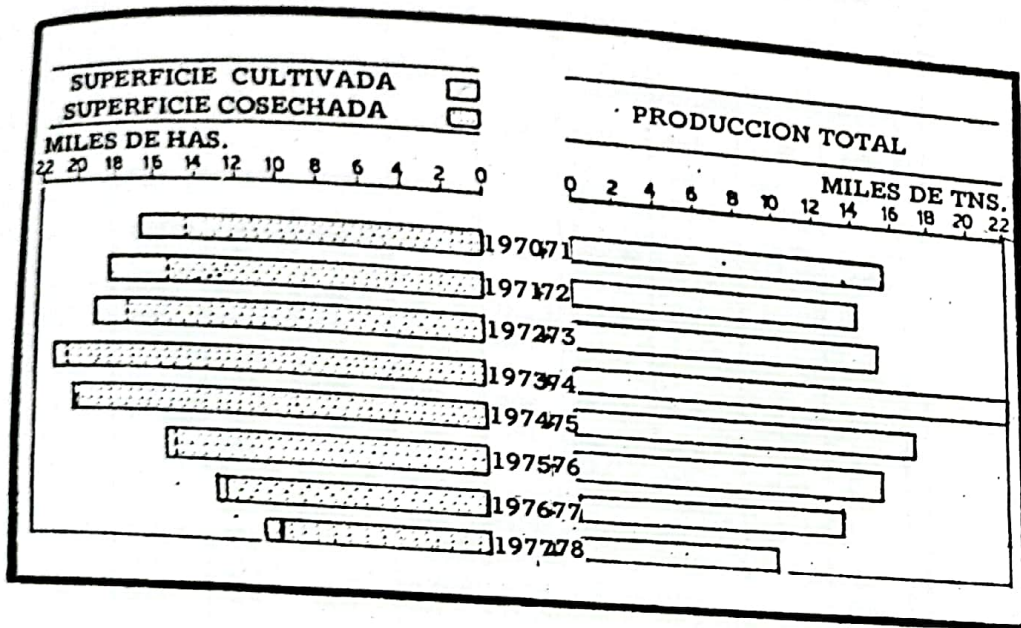 SUPERFICIE CULTIVADA
SUPERFICIE COSECHADA
MILES DE HAS.
22 20 18 16 14 12 10 8 6 4 2 0
PRODUCCION TOTAL
MILES DE TNS.
0 2 4 6 8 10 12 14 16 18 20 22
1970/71
1971/72
1972/73
1973/74
1974/75
1975/76
1976/77
1977/78